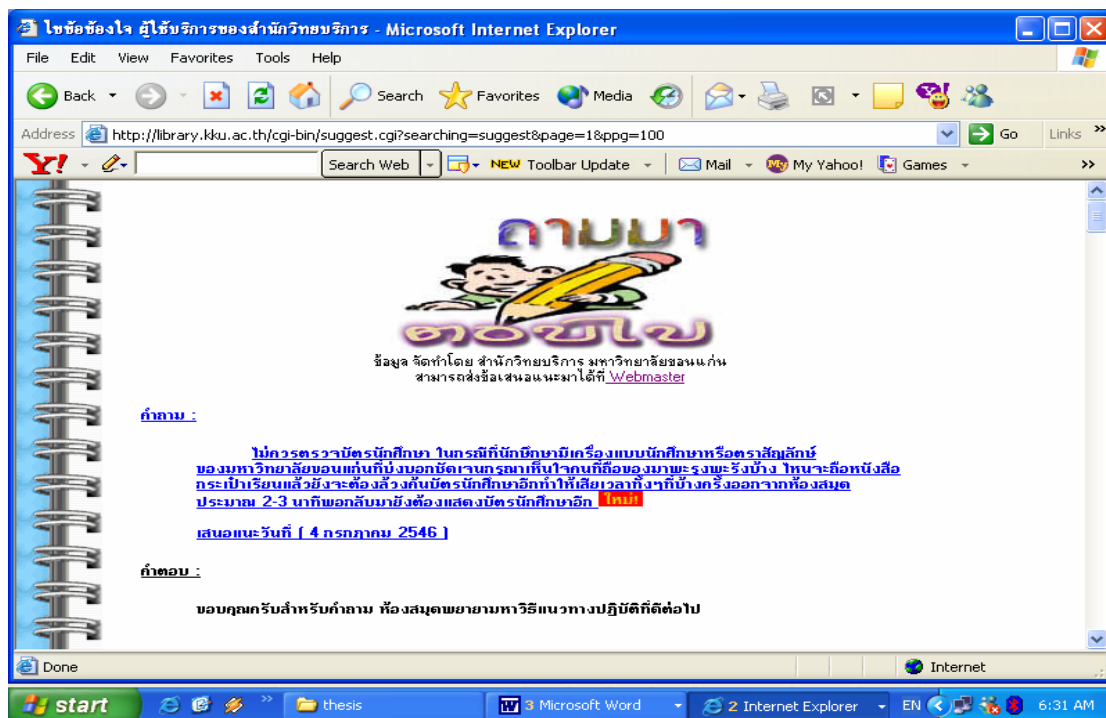 ไขข้อข้องใจ ผู้ใช้บริการของสำนักวิทยบริการ - Microsoft Internet Explorer
File Edit View Favorites Tools Help
Back Search Favorites Media
Address http://library.kku.ac.th/cgi-bin/suggest.cgi?searching=suggest&page=1&ppg=100 Go Links »
Y! Search Web NEW Toolbar Update Mail My Yahoo! Games »
ถามมา
ตอบไป
ข้อมูล จัดทำโดย สำนักวิทยบริการ มหาวิทยาลัยขอนแก่น
สามารถส่งข้อเสนอแนะมาได้ที่ Webmaster
คำถาม :
ไม่ควรตรวจบัตรนักศึกษา ในกรณีที่นักศึกษามีเครื่องแบบนักศึกษาหรือตราสัญลักษ์
ของมหาวิทยาลัยขอนแก่นที่บ่งบอกชัดเจนกรุณาเห็นใจคนที่ถือของมาพะรุงพะรังบ้าง ไหนจะถือหนังสือ
กระเป๋าเรียนแล้วยังจะต้องล้วงค้นบัตรนักศึกษาอีกทำให้เสียเวลาทั้งๆที่บ้างครั้งออกจากห้องสมุด
ประมาณ 2-3 นาทีพอกลับมายังต้องแสดงบัตรนักศึกษาอีก ใหม่!
เสนอแนะวันที่ [ 4 กรกฎาคม 2546 ]
คำตอบ :
ขอบคุณครับสำหรับคำถาม ห้องสมุดพยายามหาวิธีแนวทางปฏิบัติที่ดีต่อไป
Done Internet
start » thesis 3 Microsoft Word 2 Internet Explorer EN 6:31 AM